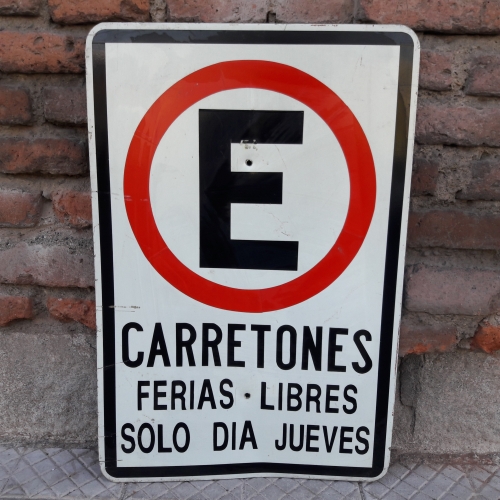 E
CARRETONES
FERIAS LIBRES
SOLO DIA JUEVES